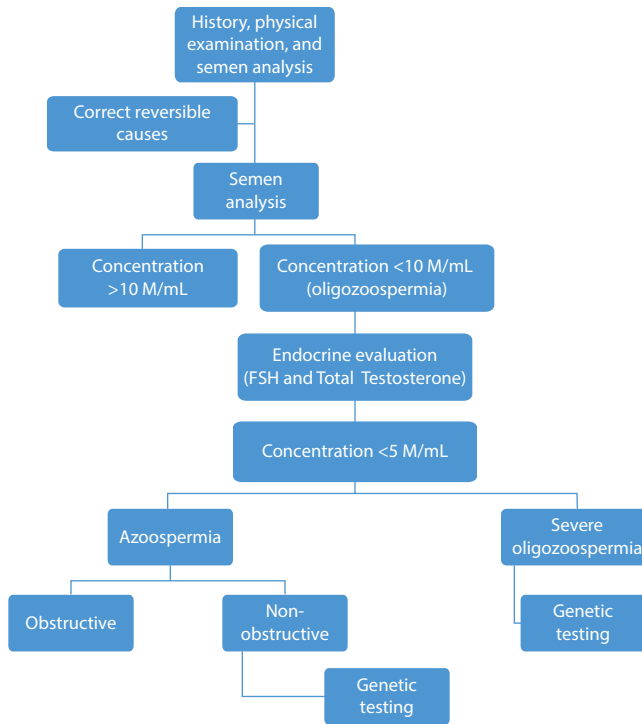 History, physical
examination, and
semen analysis
Correct reversible
causes
Semen
analysis
Concentration
>10 M/mL
Concentration <10 M/mL
(oligozoospermia)
Endocrine evaluation
(FSH and Total Testosterone)
Concentration <5 M/mL
Azoospermia
Severe
oligozoospermia
Obstructive
Non-
obstructive
Genetic
testing
Genetic
testing